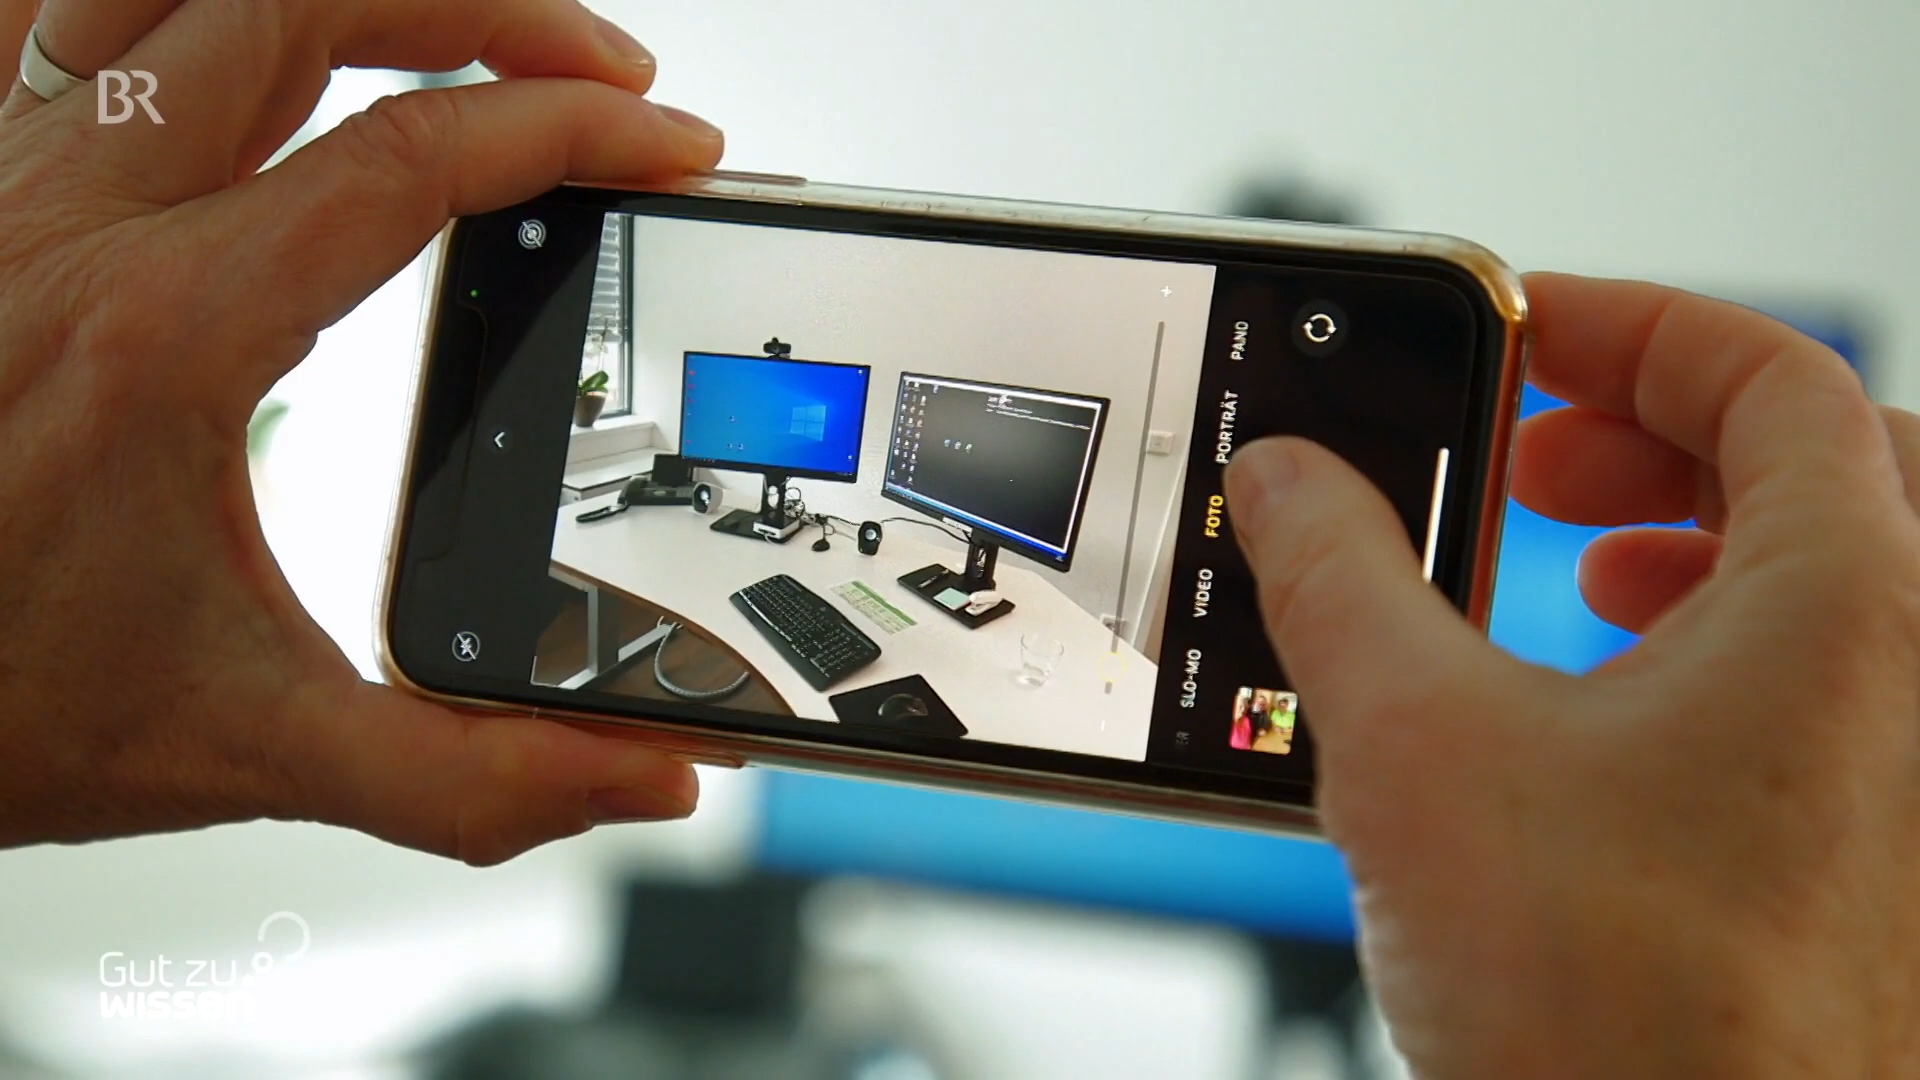 BR
PANO
PORTRÄT
FOTO
VIDEO
SLO-MO
Gut zu
wissen